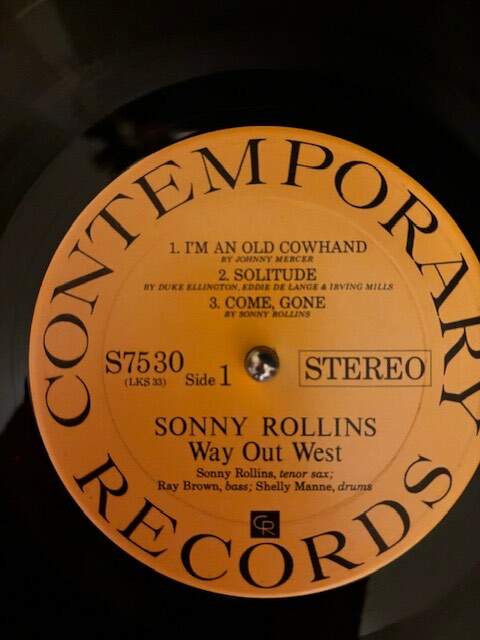 CONTEMPORARY
1. I'M AN OLD COWHAND
BY JOHNNY MERCER
2. SOLITUDE
BY DUKE ELLINGTON, EDDIE DE LANGE & IRVING MILLS
3. COME, GONE
BY SONNY ROLLINS
S7530
(LKS 33)
Side 1
STEREO
SONNY ROLLINS
Way Out West
Sonny Rollins, tenor sax;
Ray Brown, bass; Shelly Manne, drums
CR
RECORDS